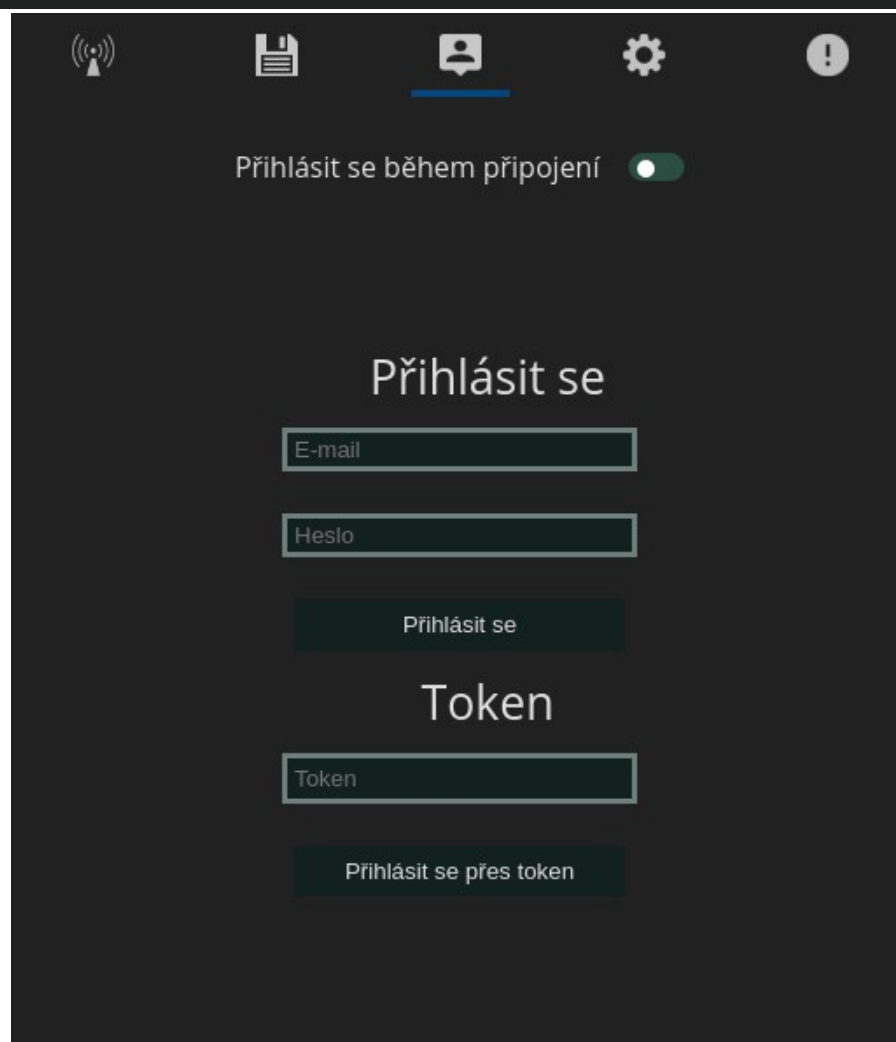 Přihlásit se během připojení
Přihlásit se
E-mail
Heslo
Přihlásit se
Token
Token
Přihlásit se přes token